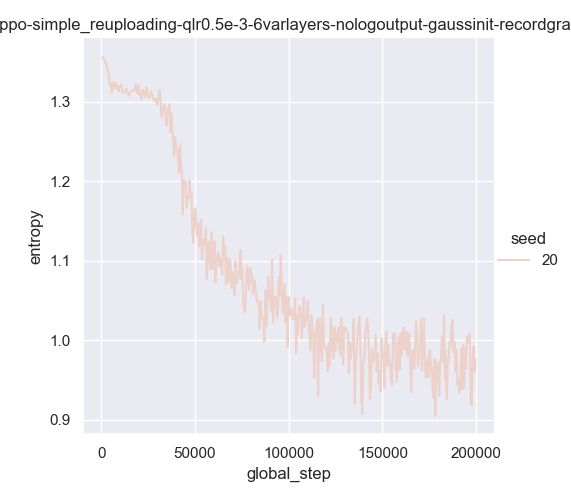 ppo-simple_reuploading-qlr0.5e-3-6varlayers-nologoutput-gaussinit-recordgra
1.3
1.2
1.1
1.0
0.9
entropy
seed
20
0
50000
100000
150000
200000
global_step